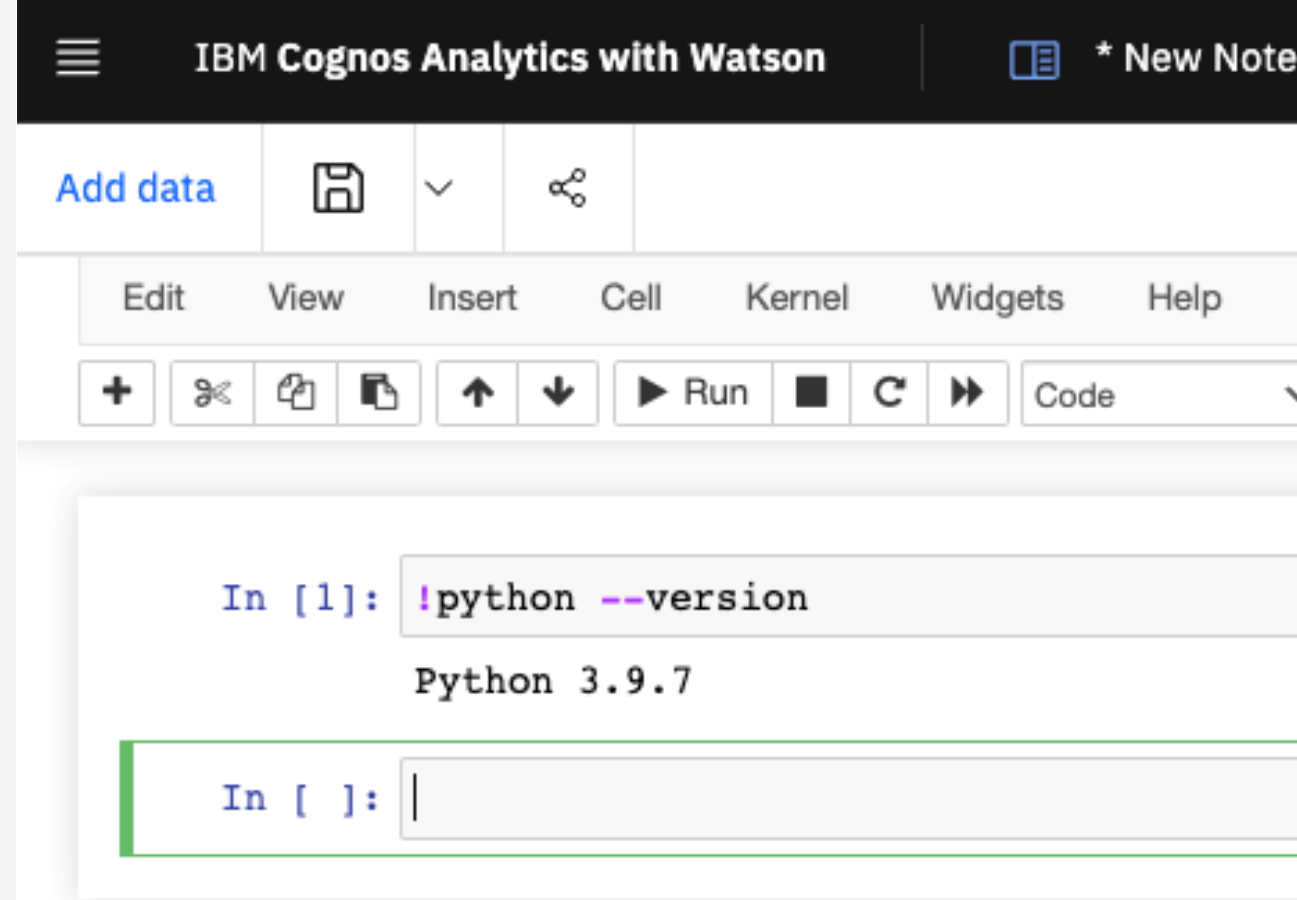 IBM Cognos Analytics with Watson * New Note
Add data
Edit View Insert Cell Kernel Widgets Help
Run Code
In [1]: !python --version
Python 3.9.7
In [ ]: